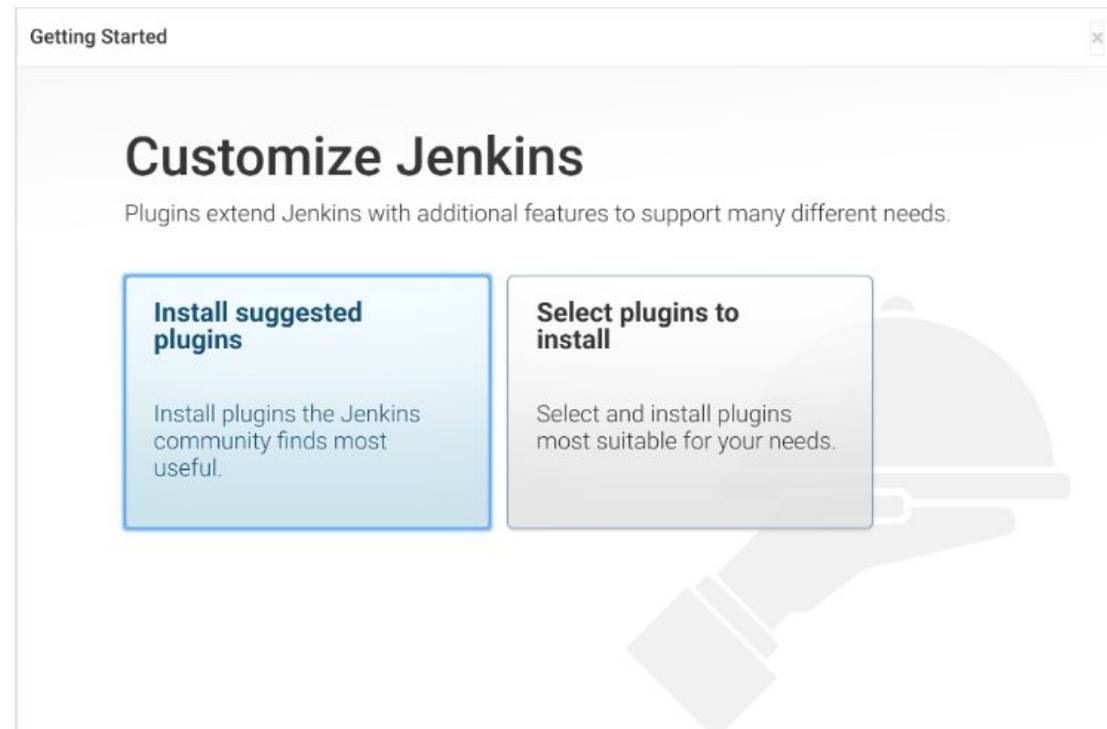 Getting Started
×
Customize Jenkins
Plugins extend Jenkins with additional features to support many different needs.
Install suggested
plugins
Install plugins the Jenkins
community finds most
useful.
Select plugins to
install
Select and install plugins
most suitable for your needs.